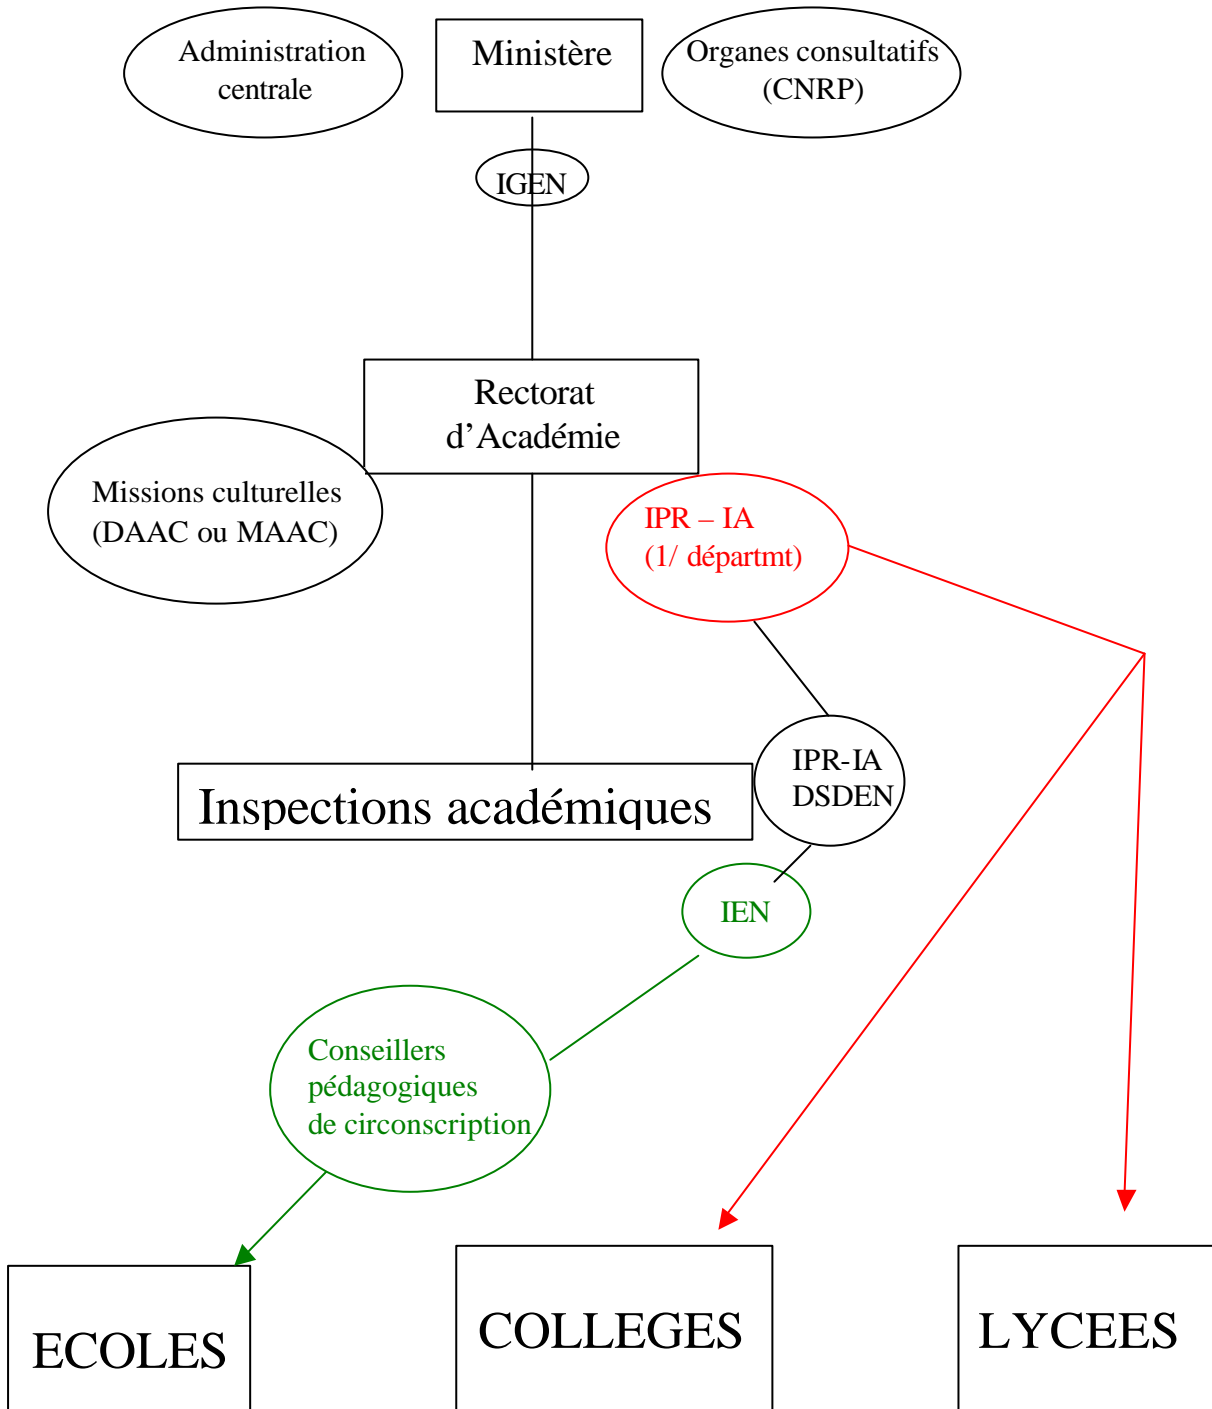 Administration
centrale
Ministère
Organes consultatifs
(CNRP)
IGEN
Rectorat
d’Académie
Missions culturelles
(DAAC ou MAAC)
IPR – IA
(1/ départmt)
IPR-IA
DSDEN
Inspections académiques
IEN
Conseillers
pédagogiques
de circonscription
ECOLES
COLLEGES
LYCEES